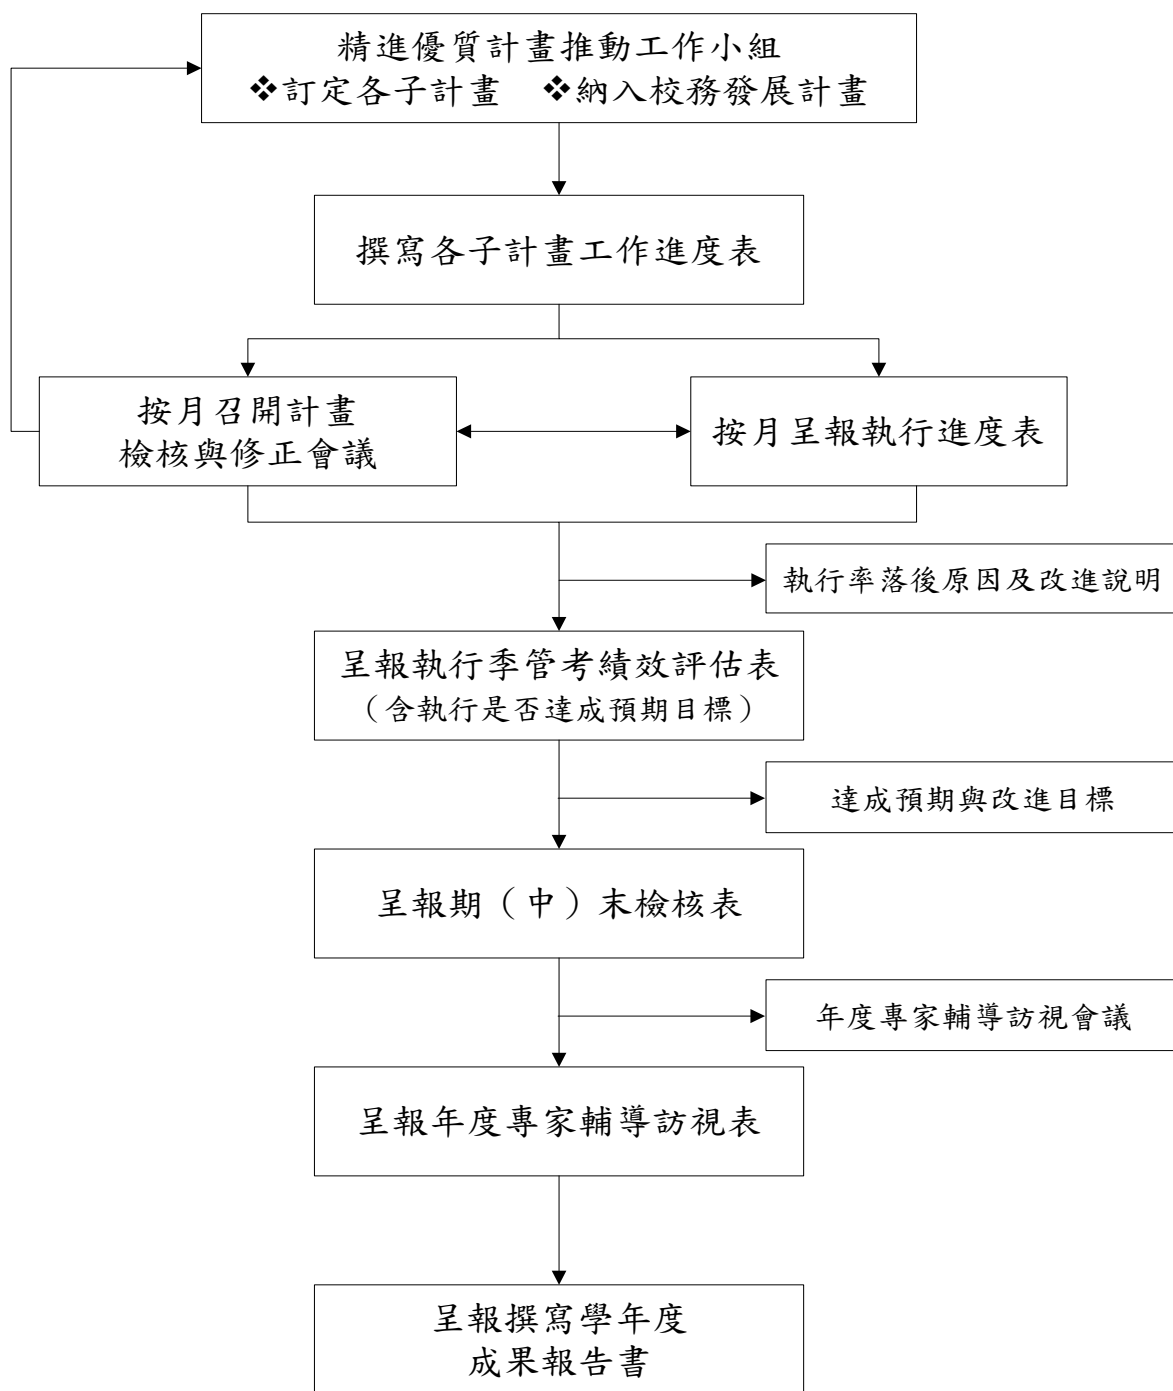 精進優質計畫推動工作小組
❖訂定各子計畫 ❖納入校務發展計畫
撰寫各子計畫工作進度表
按月召開計畫
檢核與修正會議
按月呈報執行進度表
執行率落後原因及改進說明
呈報執行季管考績效評估表
（含執行是否達成預期目標）
達成預期與改進目標
呈報期（中）末檢核表
年度專家輔導訪視會議
呈報年度專家輔導訪視表
呈報撰寫學年度
成果報告書